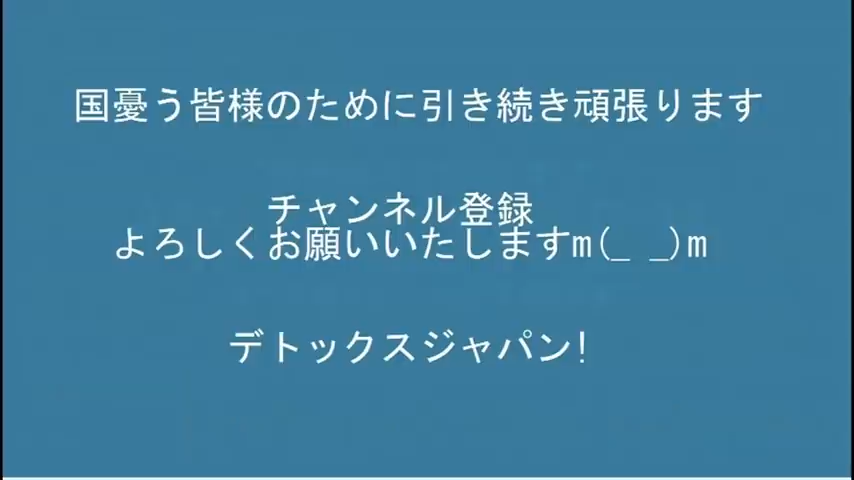 国憂う皆様のために引き続き頑張ります
チャンネル登録
よろしくお願いいたしますm(_ _)m
デトックスジャパン!